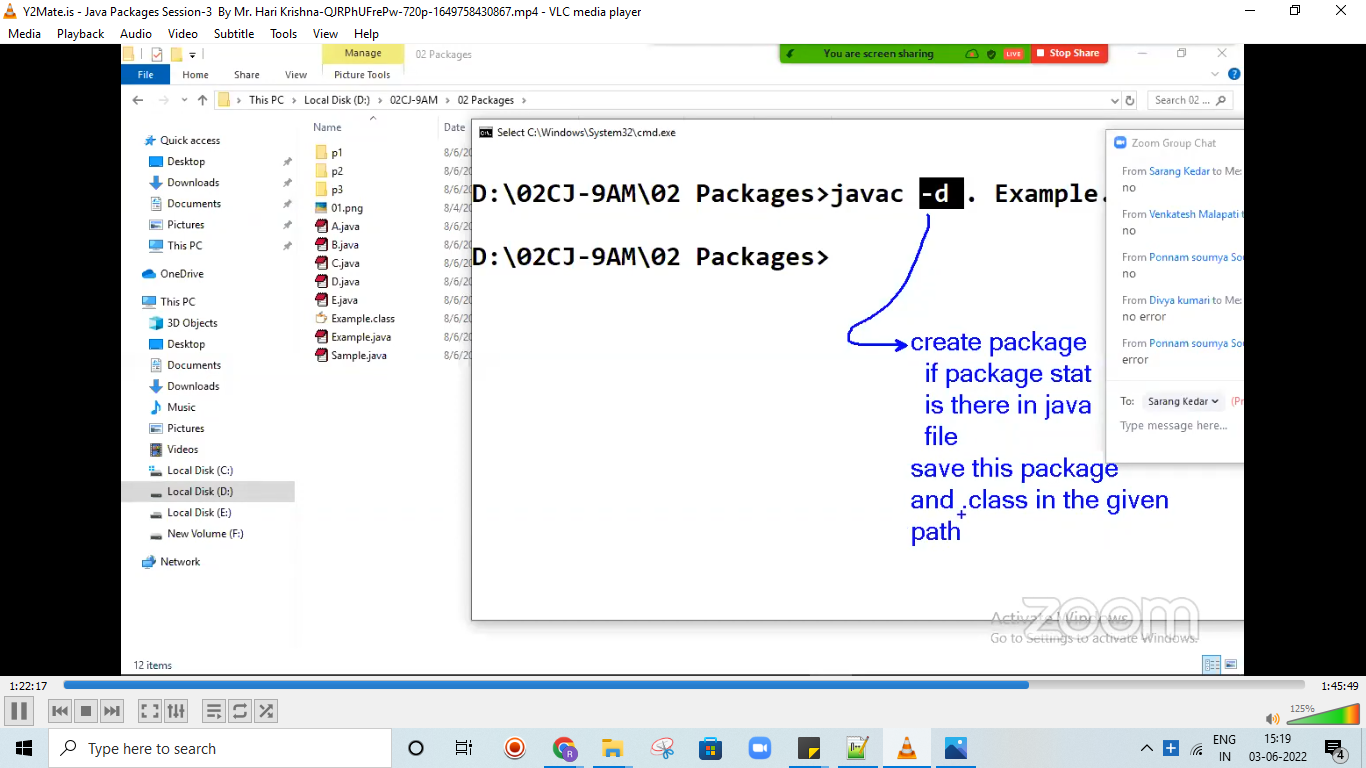 Y2Mate.is - Java Packages Session-3 By Mr. Hari Krishna-QJRPhUFrePw-720p-1649758430867.mp4 - VLC media player
Media Playback Audio Video Subtitle Tools View Help
Manage 02 Packages
You are screen sharing LIVE Stop Share
File Home Share View Picture Tools
This PC > Local Disk (D:) > 02CJ-9AM > 02 Packages >
Search 02 ...
Name Date
Quick access
Desktop
Downloads
Documents
Pictures
This PC
OneDrive
This PC
3D Objects
Desktop
Documents
Downloads
Music
Pictures
Videos
Local Disk (C:)
Local Disk (D:)
Local Disk (E:)
New Volume (F:)
Network
p1
p2
p3
01.png
A.java
B.java
C.java
D.java
E.java
Example.class
Example.java
Sample.java
8/6/20
8/6/20
8/6/20
8/4/20
8/6/20
8/6/20
8/6/20
8/6/20
8/6/20
8/6/20
8/6/20
8/6/20
Select C:\Windows\System32\cmd.exe
D:\02CJ-9AM\02 Packages>javac -d . Example.
D:\02CJ-9AM\02 Packages>
create package
if package stat
is there in java
file
save this package
and .class in the given
path
Zoom Group Chat
From Sarang Kedar to Me:
no
From Venkatesh Malapati
no
From Ponnam soumya So
no
From Divya kumari to Me:
no error
From Ponnam soumya So
error
To: Sarang Kedar
Type message here...
zoom
Activate Windows
Go to Settings to activate Windows.
12 items
1:22:17 1:45:49
125%
Type here to search
ENG
IN
15:19
03-06-2022
4